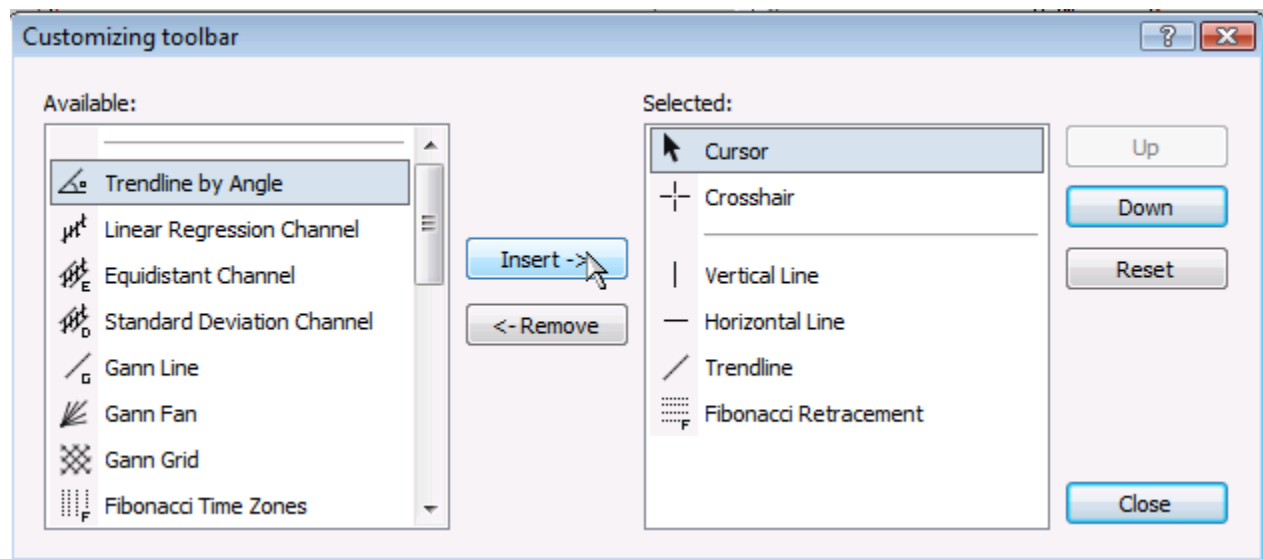 Customizing toolbar
Available:
Trendline by Angle
Linear Regression Channel
Equidistant Channel
Standard Deviation Channel
Gann Line
Gann Fan
Gann Grid
Fibonacci Time Zones
Insert ->
<- Remove
Selected:
Cursor
Crosshair
Vertical Line
Horizontal Line
Trendline
Fibonacci Retracement
Up
Down
Reset
Close